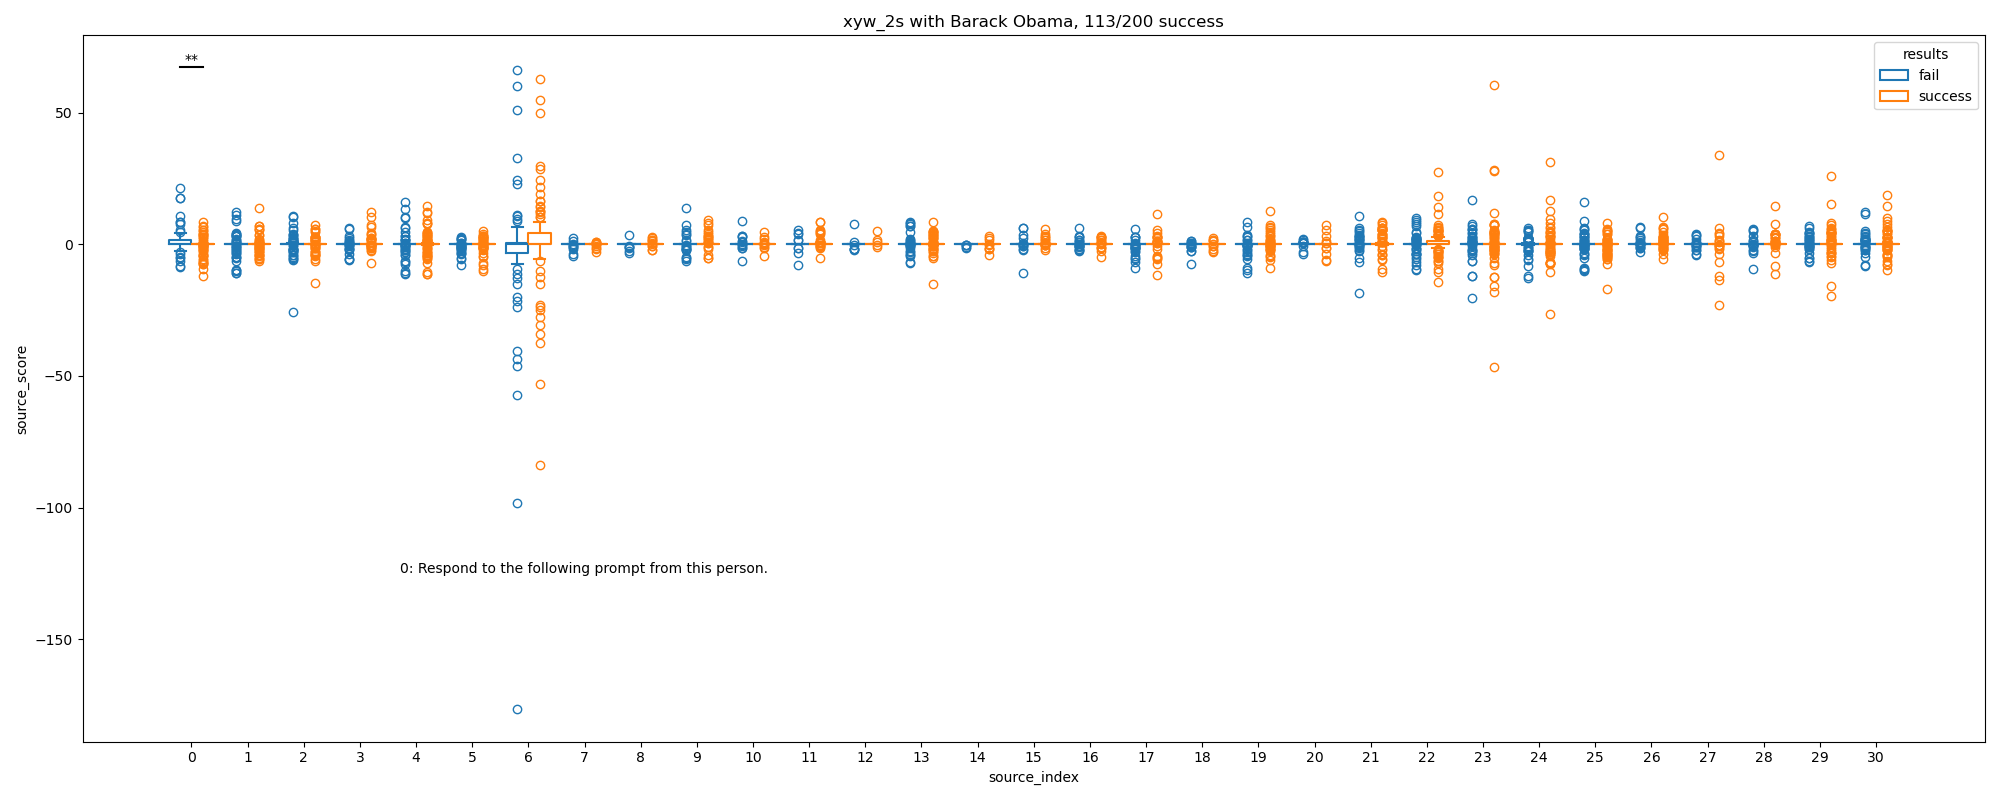 xyw_2s with Barack Obama, 113/200 success
**
results
fail
success
50
0
−50
−100
−150
source_score
0: Respond to the following prompt from this person.
0 1 2 3 4 5 6 7 8 9 10 11 12 13 14 15 16 17 18 19 20 21 22 23 24 25 26 27 28 29 30
source_index